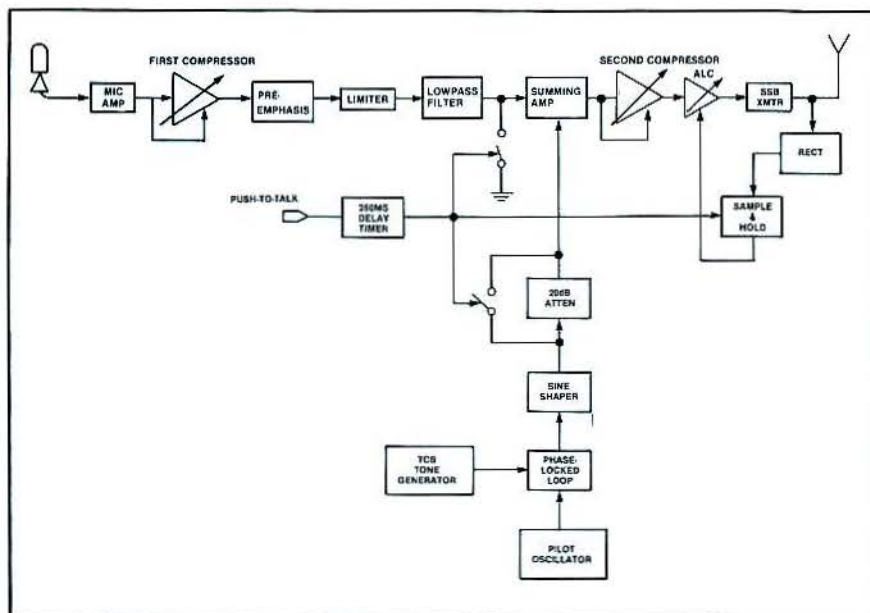 FIRST COMPRESSOR
SECOND COMPRESSOR
ALC
MIC
AMP
PRE-
EMPHASIS
LIMITER
LOWPASS
FILTER
SUMMING
AMP
SSB
XMTR
RECT
PUSH-TO-TALK
DELAY
TIMER
SAMPLE
&
HOLD
20dB
ATTEN
SINE
SHAPER
TCS
TONE
GENERATOR
PHASE-
LOCKED
LOOP
PILOT
OSCILLATOR